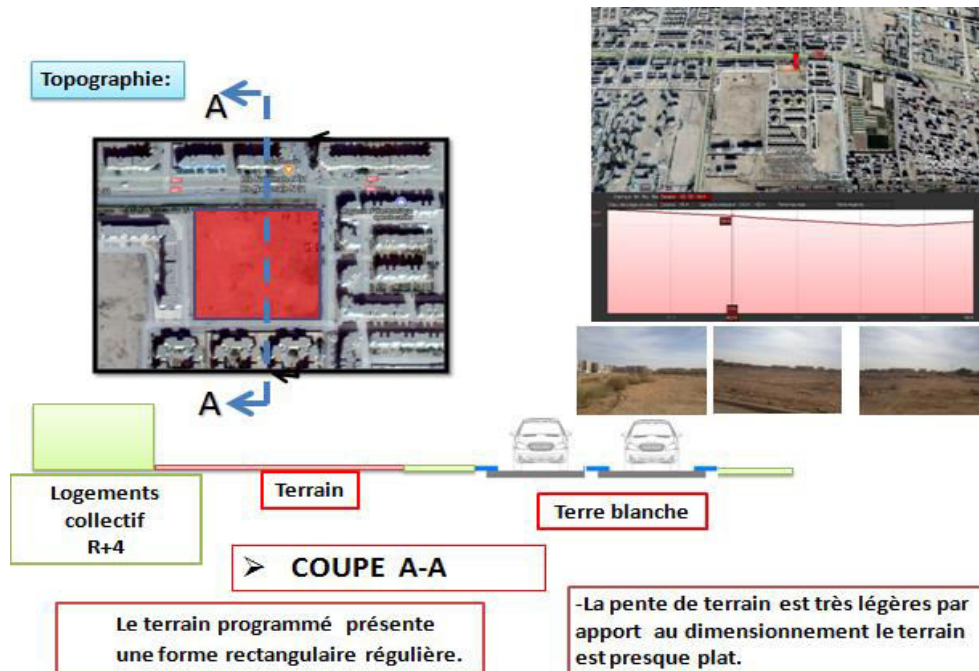 Topographie:
A
A
Logements
collectif
R+4
Terrain
Terre blanche
➢ COUPE A-A
Le terrain programmé présente
une forme rectangulaire régulière.
-La pente de terrain est très légères par
apport au dimensionnement le terrain
est presque plat.